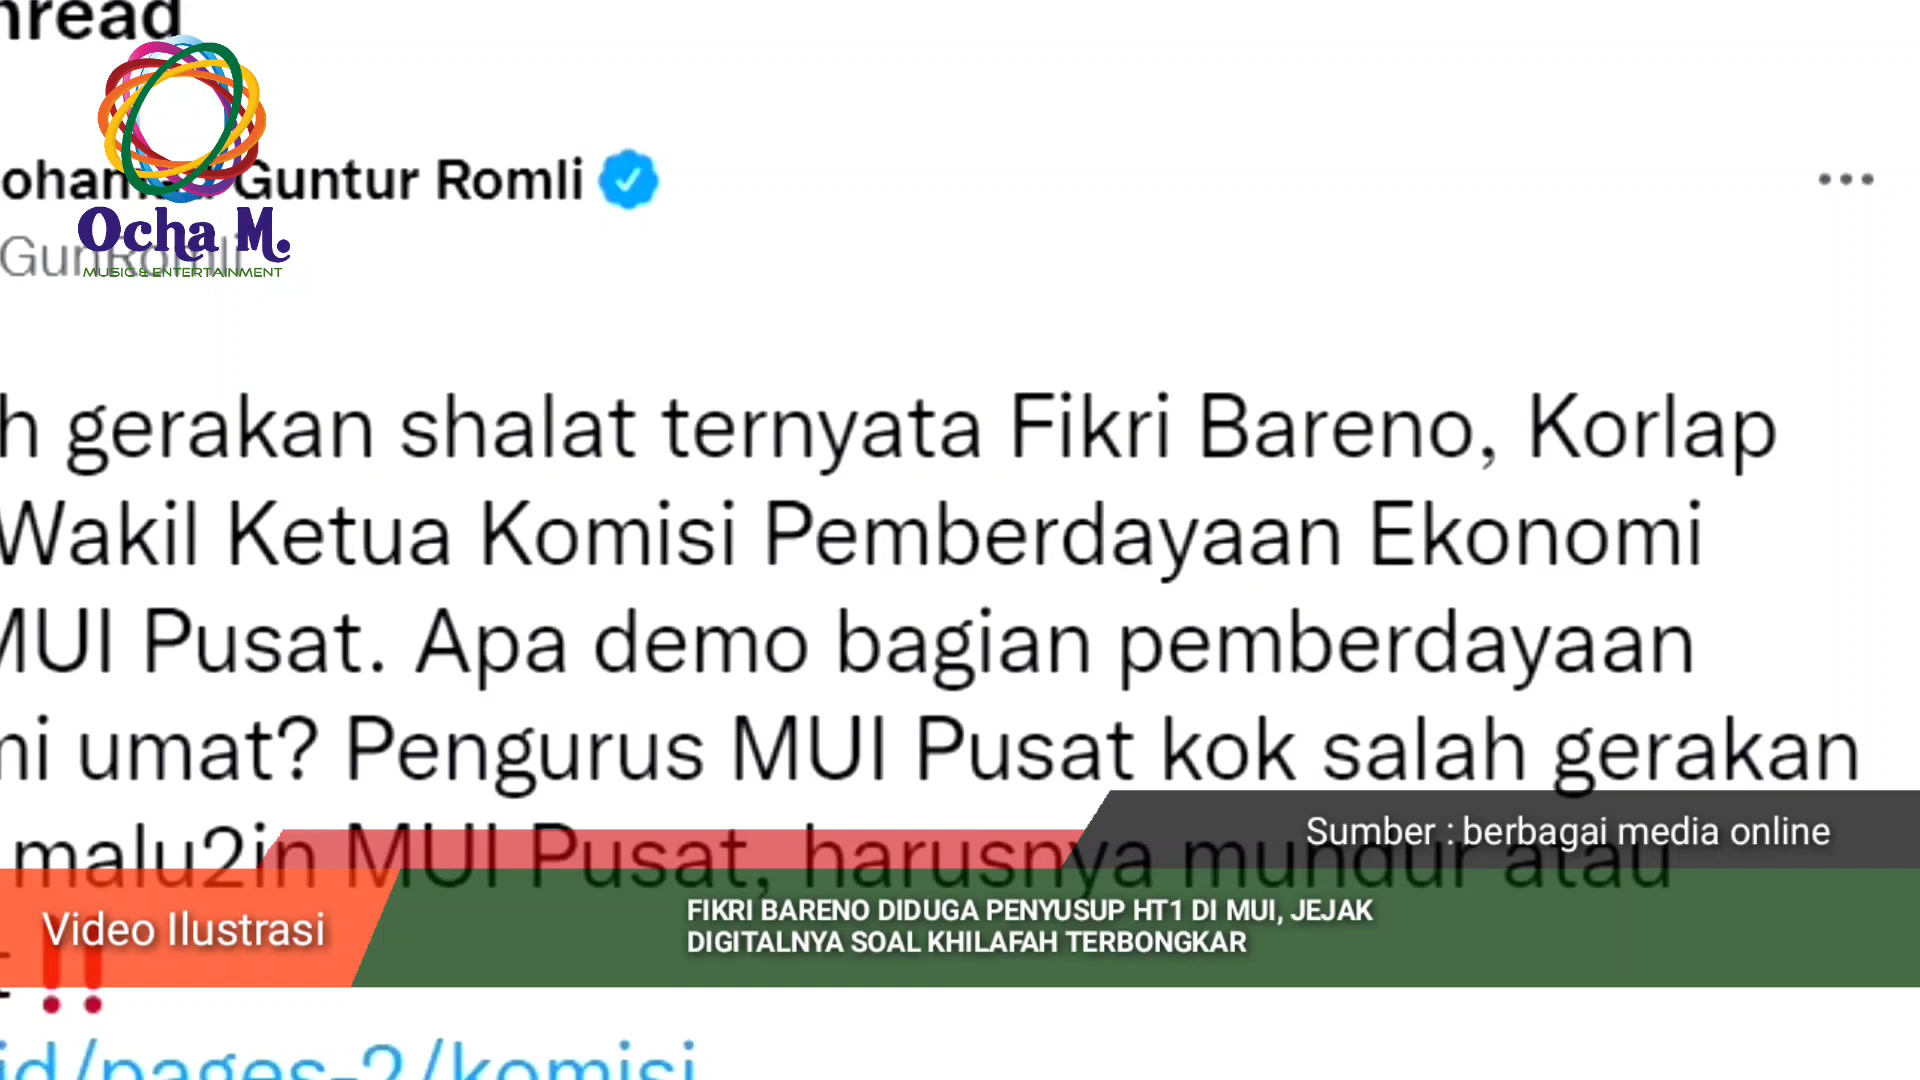 hread
Guntur Romli
Ocha M.
GunRomli
MUSIC & ENTERTAINMENT
h gerakan shalat ternyata Fikri Bareno, Korlap
Wakil Ketua Komisi Pemberdayaan Ekonomi
MUI Pusat. Apa demo bagian pemberdayaan
ni umat? Pengurus MUI Pusat kok salah gerakan
malu2in MUI Pusat, harusnya mundur atau
Sumber : berbagai media online
Video Ilustrasi
FIKRI BARENO DIDUGA PENYUSUP HT1 DI MUI, JEJAK
DIGITALNYA SOAL KHILAFAH TERBONGKAR
t !!
id/pages-2/komisi